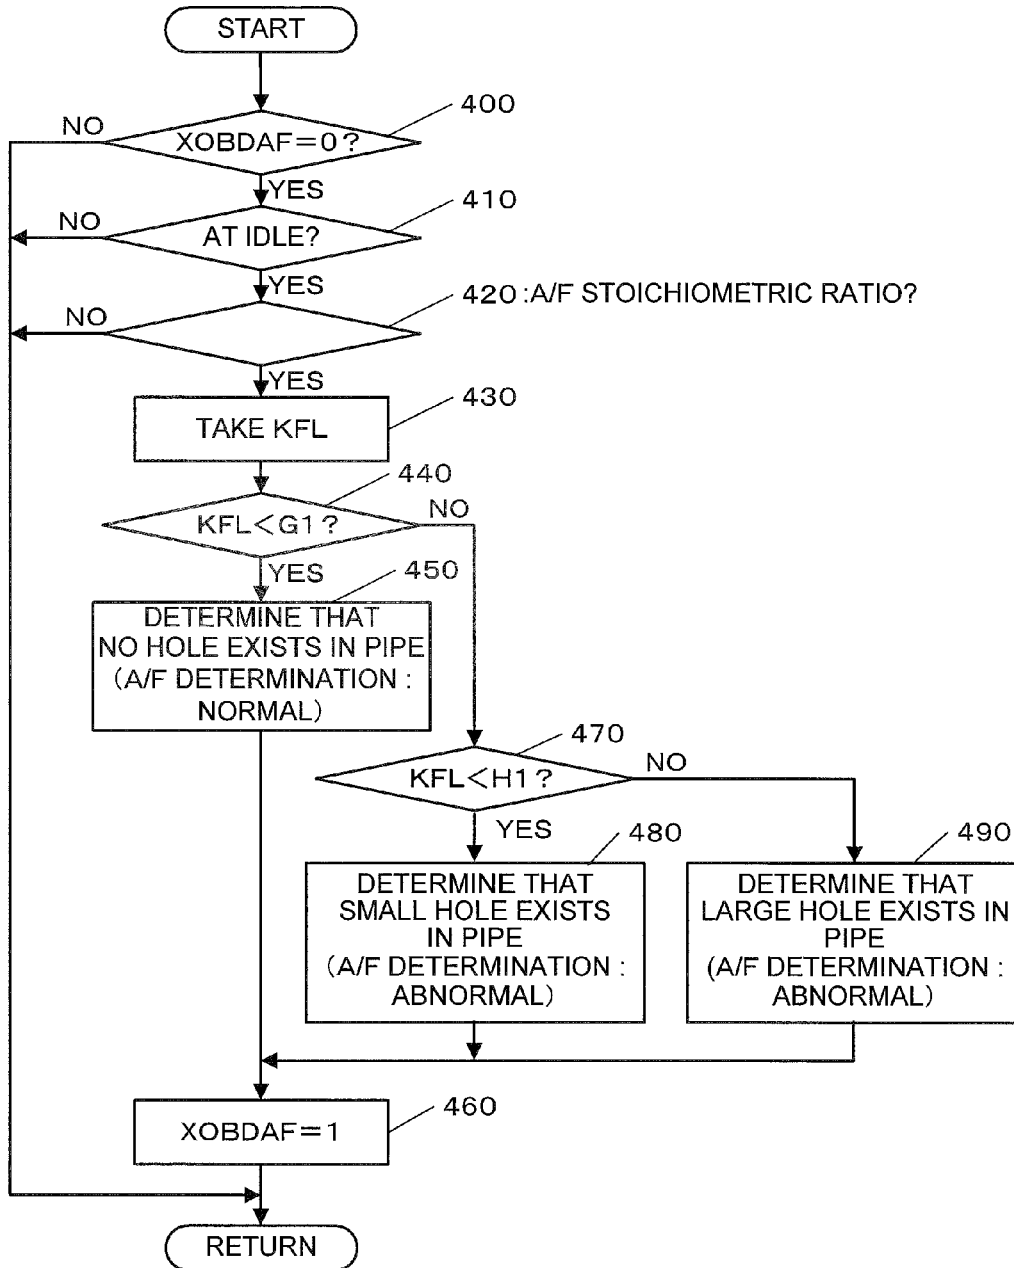 START
400
NO
XOBDAF=0?
YES
410
NO
AT IDLE?
YES
420:A/F STOICHIOMETRIC RATIO?
NO
YES
430
TAKE KFL
440
NO
KFL<G1?
YES
450
DETERMINE THAT
NO HOLE EXISTS IN PIPE
(A/F DETERMINATION :
NORMAL)
470
NO
KFL<H1?
YES
480
490
DETERMINE THAT
SMALL HOLE EXISTS
IN PIPE
(A/F DETERMINATION :
ABNORMAL)
DETERMINE THAT
LARGE HOLE EXISTS IN
PIPE
(A/F DETERMINATION :
ABNORMAL)
460
XOBDAF=1
RETURN